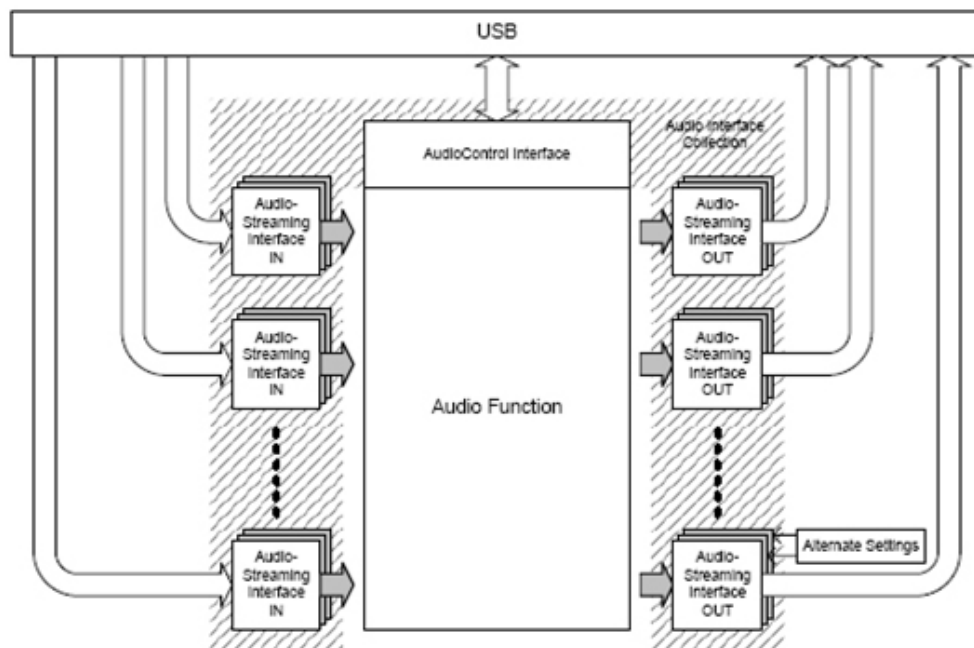 USB
AudioControl Interface
Audio Interface
Collection
Audio-
Streaming
Interface
IN
Audio-
Streaming
Interface
OUT
Audio-
Streaming
Interface
IN
Audio-
Streaming
Interface
OUT
Audio Function
Audio-
Streaming
Interface
IN
Audio-
Streaming
Interface
OUT
Alternate Settings